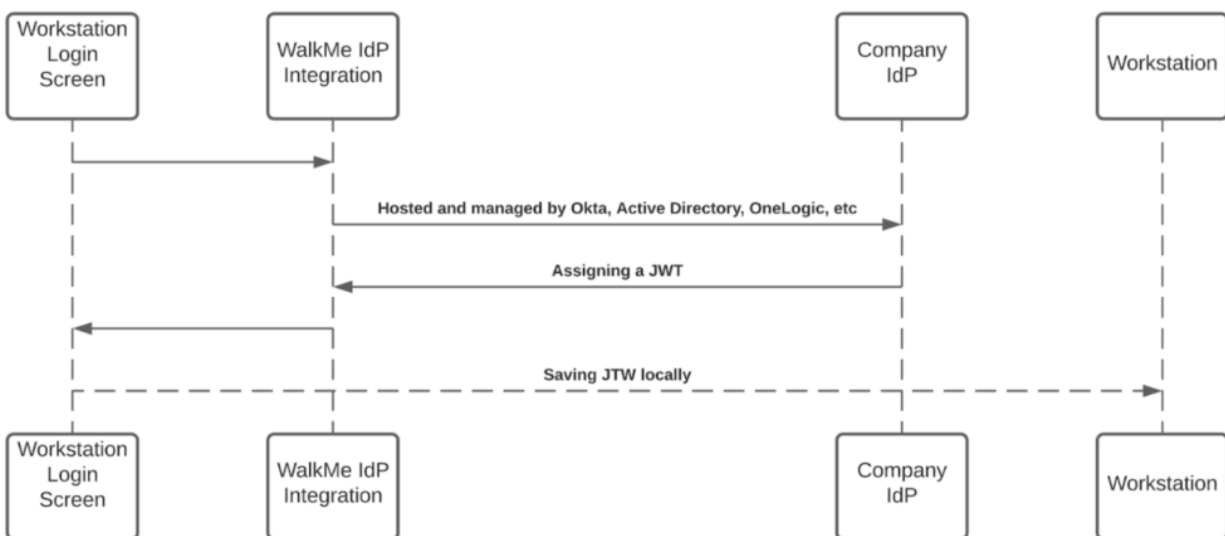 Workstation
Login
Screen
WalkMe IdP
Integration
Company
IdP
Workstation
Hosted and managed by Okta, Active Directory, OneLogic, etc
Assigning a JWT
Saving JTW locally
Workstation
Login
Screen
WalkMe IdP
Integration
Company
IdP
Workstation